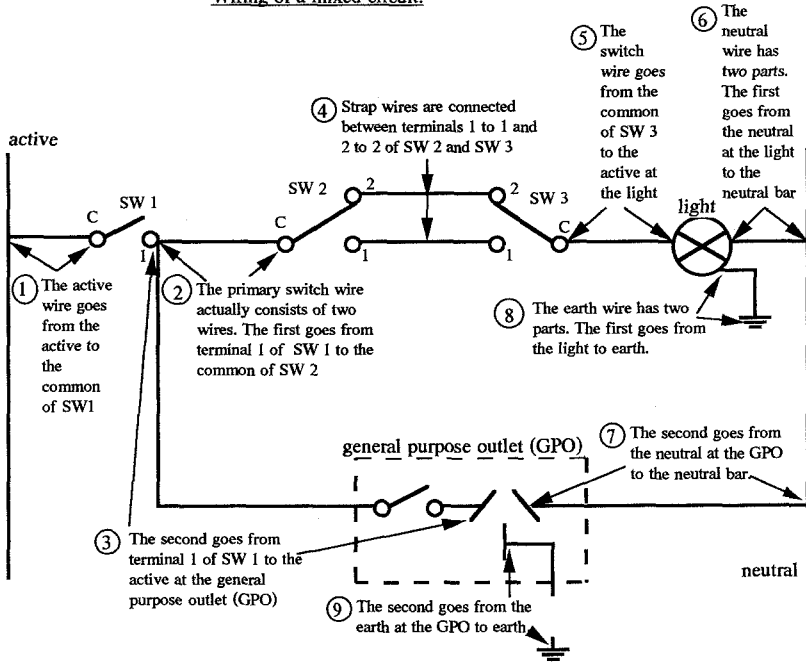 Wiring of a mixed circuit.
active
neutral
SW 1
C
1
SW 2
C
2
1
SW 3
2
1
C
light
general purpose outlet (GPO)
1 The active
wire goes
from the
active to
the
common
of SW1
2 The primary switch wire
actually consists of two
wires. The first goes from
terminal 1 of SW 1 to the
common of SW 2
3 The second goes from
terminal 1 of SW 1 to the
active at the general
purpose outlet (GPO)
4 Strap wires are connected
between terminals 1 to 1 and
2 to 2 of SW 2 and SW 3
5 The
switch
wire goes
from the
common
of SW 3
to the
active at
the light
6 The
neutral
wire has
two parts.
The first
goes from
the neutral
at the light
to the
neutral bar
7 The second goes from
the neutral at the GPO
to the neutral bar.
8 The earth wire has two
parts. The first goes from
the light to earth.
9 The second goes from the
earth at the GPO to earth